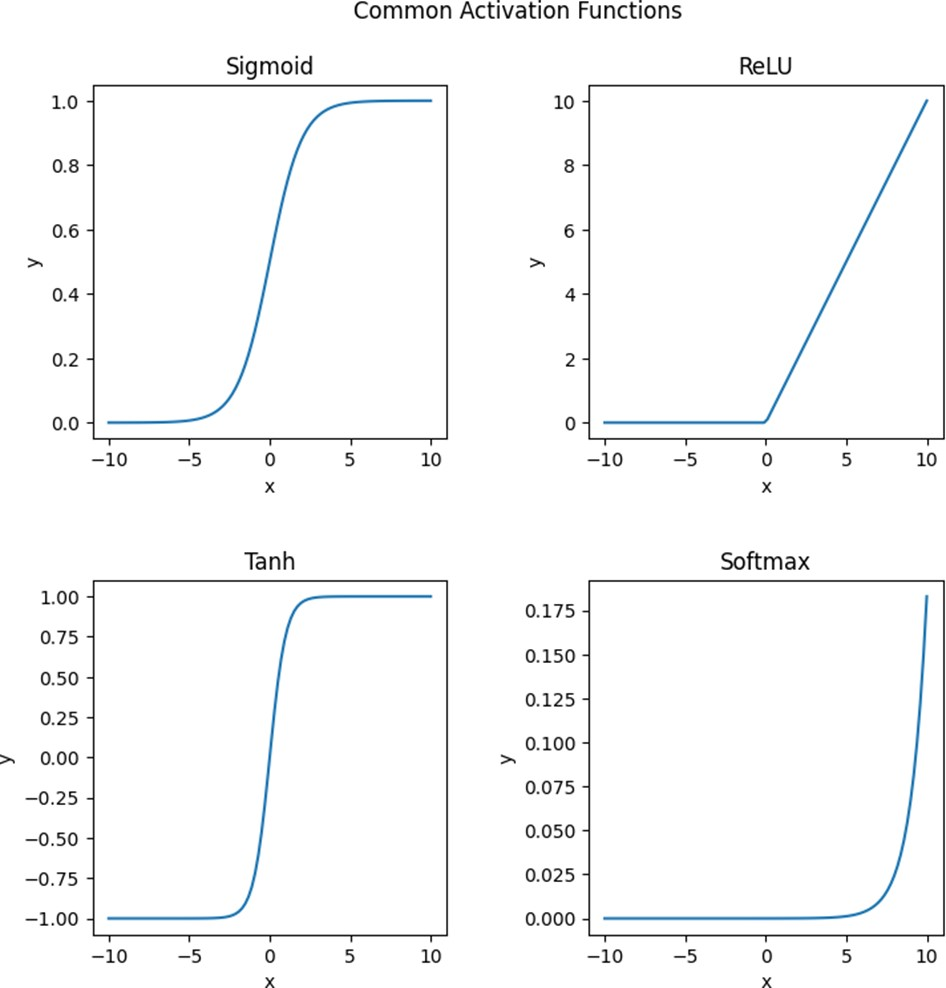 Common Activation Functions
Sigmoid
1.0
0.8
0.6
0.4
0.2
0.0
y
−10 −5 0 5 10
x
ReLU
10
8
6
4
2
0
y
−10 −5 0 5 10
x
Tanh
1.00
0.75
0.50
0.25
0.00
−0.25
−0.50
−0.75
−1.00
y
−10 −5 0 5 10
x
Softmax
0.175
0.150
0.125
0.100
0.075
0.050
0.025
0.000
y
−10 −5 0 5 10
x